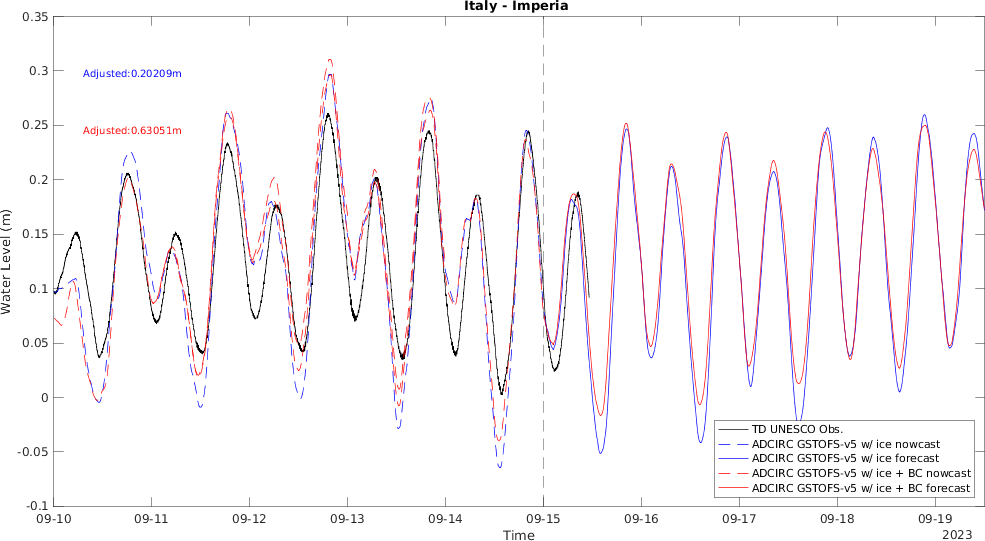 Italy - Imperia
0.35
0.3
0.25
0.2
0.15
0.1
0.05
0
-0.05
-0.1
Water Level (m)
Adjusted:0.20209m
Adjusted:0.63051m
TD UNESCO Obs.
ADCIRC GSTOFS-v5 w/ ice nowcast
ADCIRC GSTOFS-v5 w/ ice forecast
ADCIRC GSTOFS-v5 w/ ice + BC nowcast
ADCIRC GSTOFS-v5 w/ ice + BC forecast
09-10 09-11 09-12 09-13 09-14 09-15 09-16 09-17 09-18 09-19
Time
2023